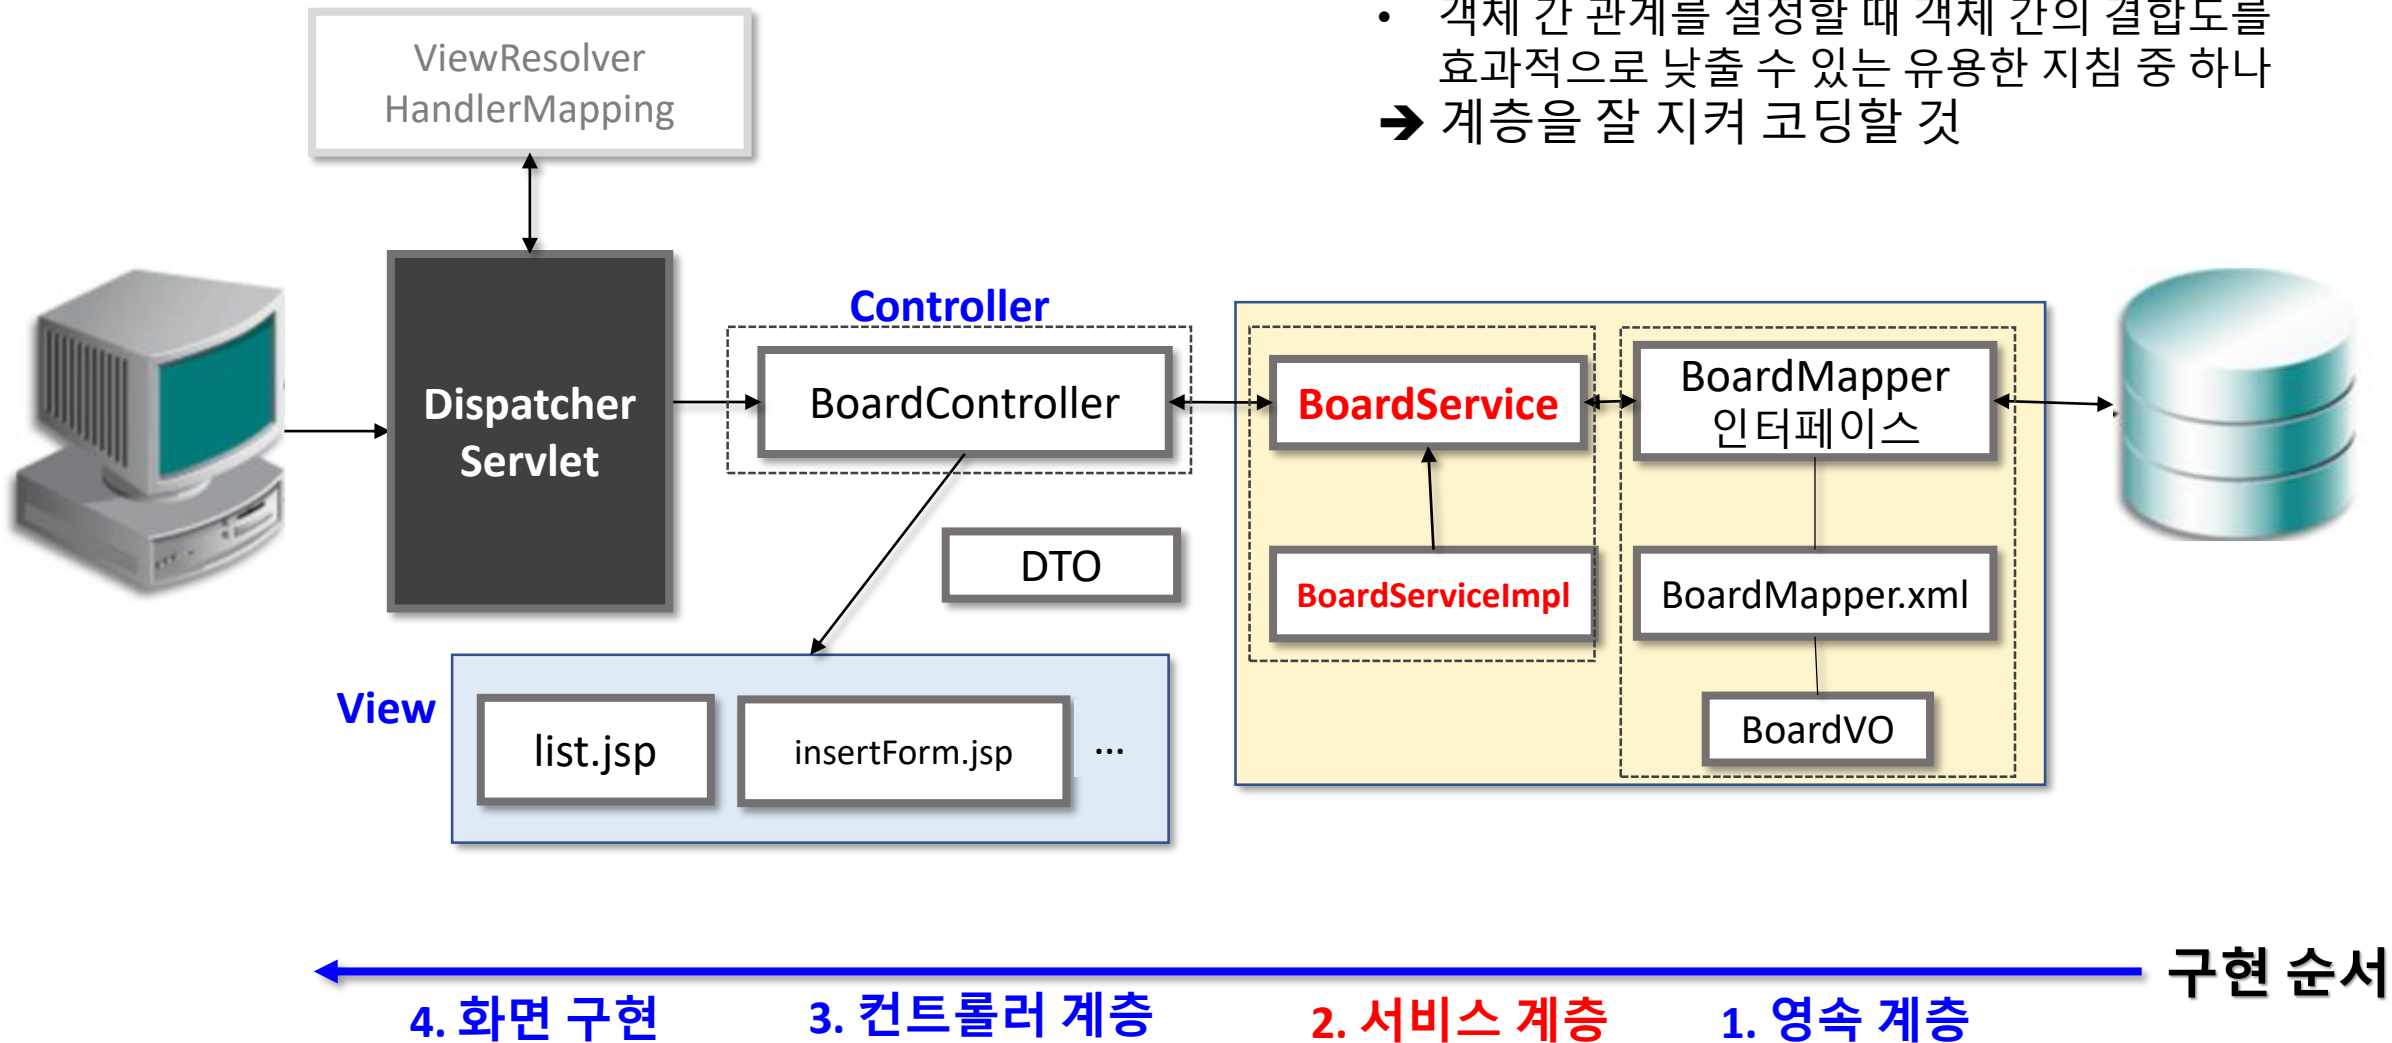 • 객체 간 관계를 설정할 때 객체 간의 결합도를
효과적으로 낮출 수 있는 유용한 지침 중 하나
➔ 계층을 잘 지켜 코딩할 것
ViewResolver
HandlerMapping
Dispatcher
Servlet
Controller
BoardController
BoardService
BoardMapper
인터페이스
DTO
BoardServiceImpl
BoardMapper.xml
View
list.jsp
insertForm.jsp
...
BoardVO
구현 순서
4. 화면 구현
3. 컨트롤러 계층
2. 서비스 계층
1. 영속 계층